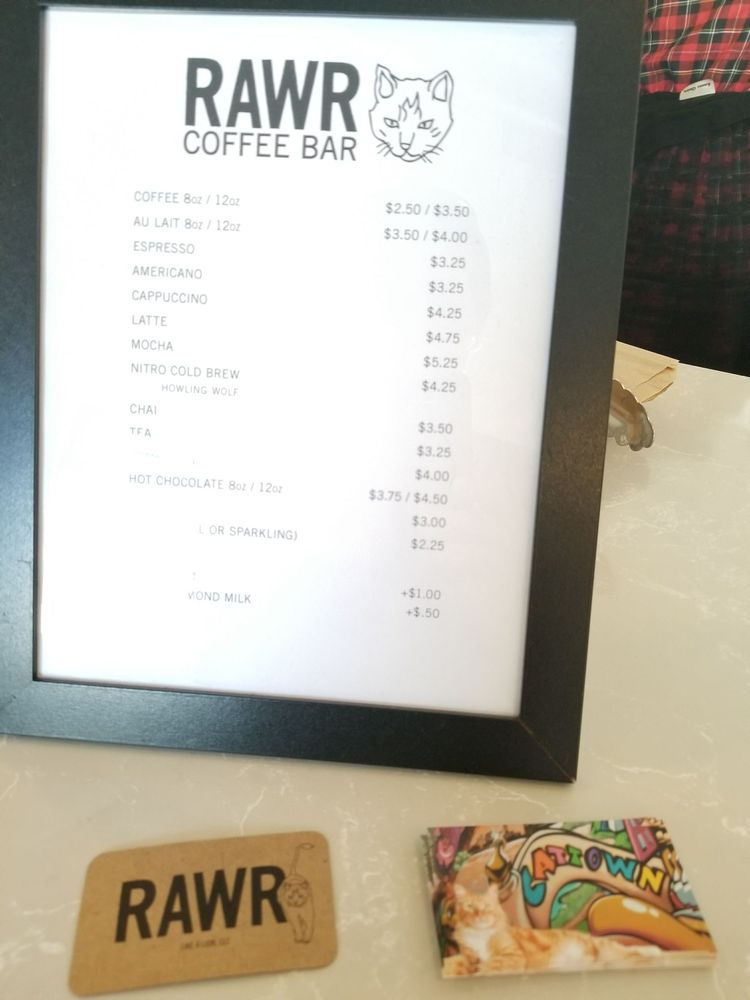 RAWR
COFFEE BAR
COFFEE 8oz / 12oz $2.50 / $3.50
AU LAIT 8oz / 12oz $3.50 / $4.00
ESPRESSO $3.25
AMERICANO $3.25
CAPPUCCINO $4.25
LATTE $4.75
MOCHA $5.25
NITRO COLD BREW $4.25
HOWLING WOLF
CHAI $3.50
TEA $3.25
$4.00
HOT CHOCOLATE 8oz / 12oz $3.75 / $4.50
$3.00
L OR SPARKLING) $2.25
+$1.00
MOND MILK +$.50
RAWR
CATTOWN